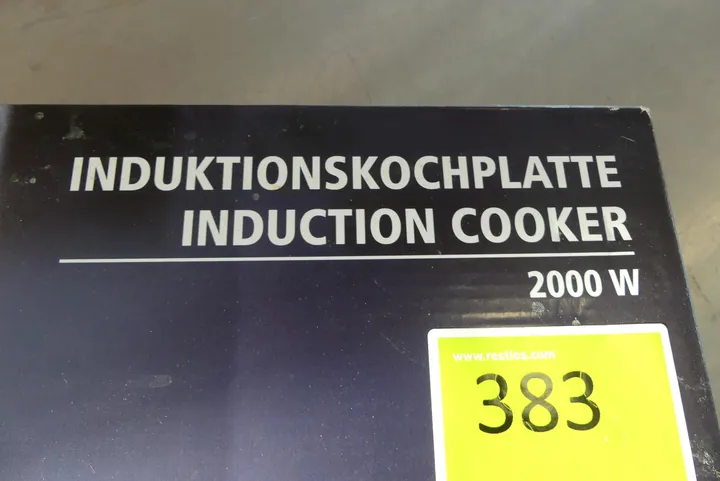 INDUKTIONSKOCHPLATTE
INDUCTION COOKER
2000 W
www.restlos.com
383